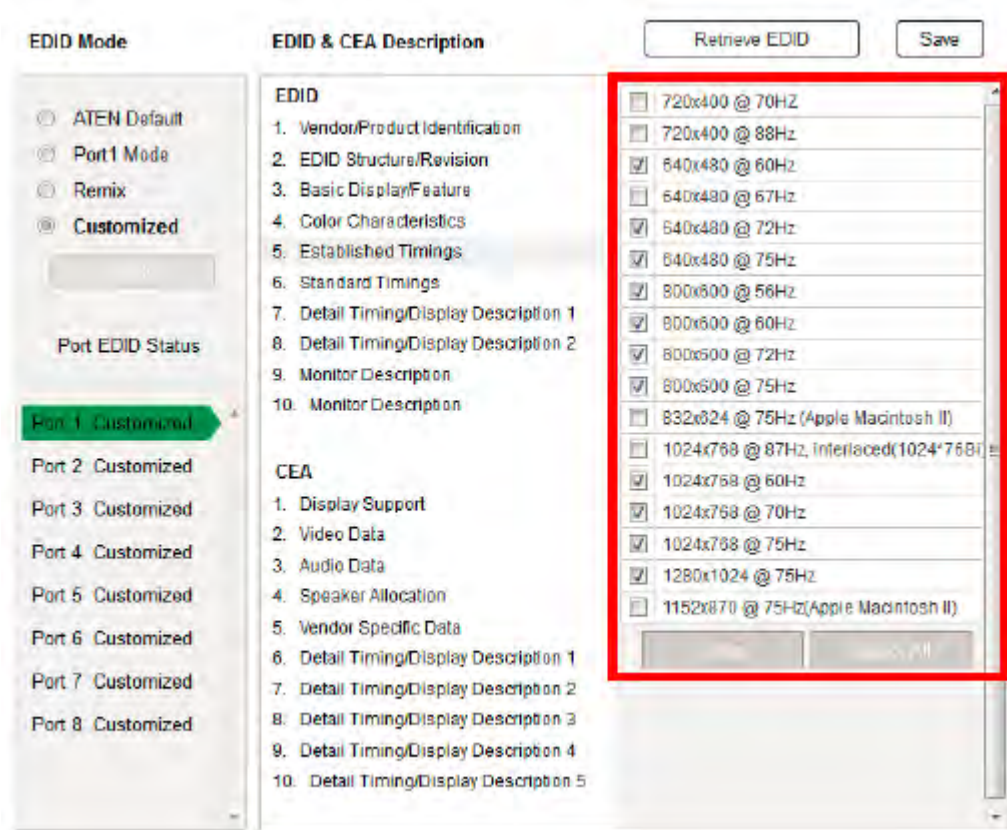 EDID Mode
EDID & CEA Description
Retrieve EDID
Save
ATEN Default
Port1 Mode
Remix
Customized
Port EDID Status
Port 1 Customized
Port 2 Customized
Port 3 Customized
Port 4 Customized
Port 5 Customized
Port 6 Customized
Port 7 Customized
Port 8 Customized
EDID
1. Vendor/Product Identification
2. EDID Structure/Revision
3. Basic Display/Feature
4. Color Characteristics
5. Established Timings
6. Standard Timings
7. Detail Timing/Display Description 1
8. Detail Timing/Display Description 2
9. Monitor Description
10. Monitor Description
CEA
1. Display Support
2. Video Data
3. Audio Data
4. Speaker Allocation
5. Vendor Specific Data
6. Detail Timing/Display Description 1
7. Detail Timing/Display Description 2
8. Detail Timing/Display Description 3
9. Detail Timing/Display Description 4
10. Detail Timing/Display Description 5
720x400 @ 70HZ
720x400 @ 88Hz
640x480 @ 60Hz
640x480 @ 67Hz
640x480 @ 72Hz
640x480 @ 75Hz
800x600 @ 56Hz
800x600 @ 60Hz
800x600 @ 72Hz
800x600 @ 75Hz
832x624 @ 75Hz (Apple Macintosh II)
1024x768 @ 87Hz, interlaced(1024*768i)
1024x768 @ 60Hz
1024x768 @ 70Hz
1024x768 @ 75Hz
1280x1024 @ 75Hz
1152x870 @ 75Hz(Apple Macintosh II)